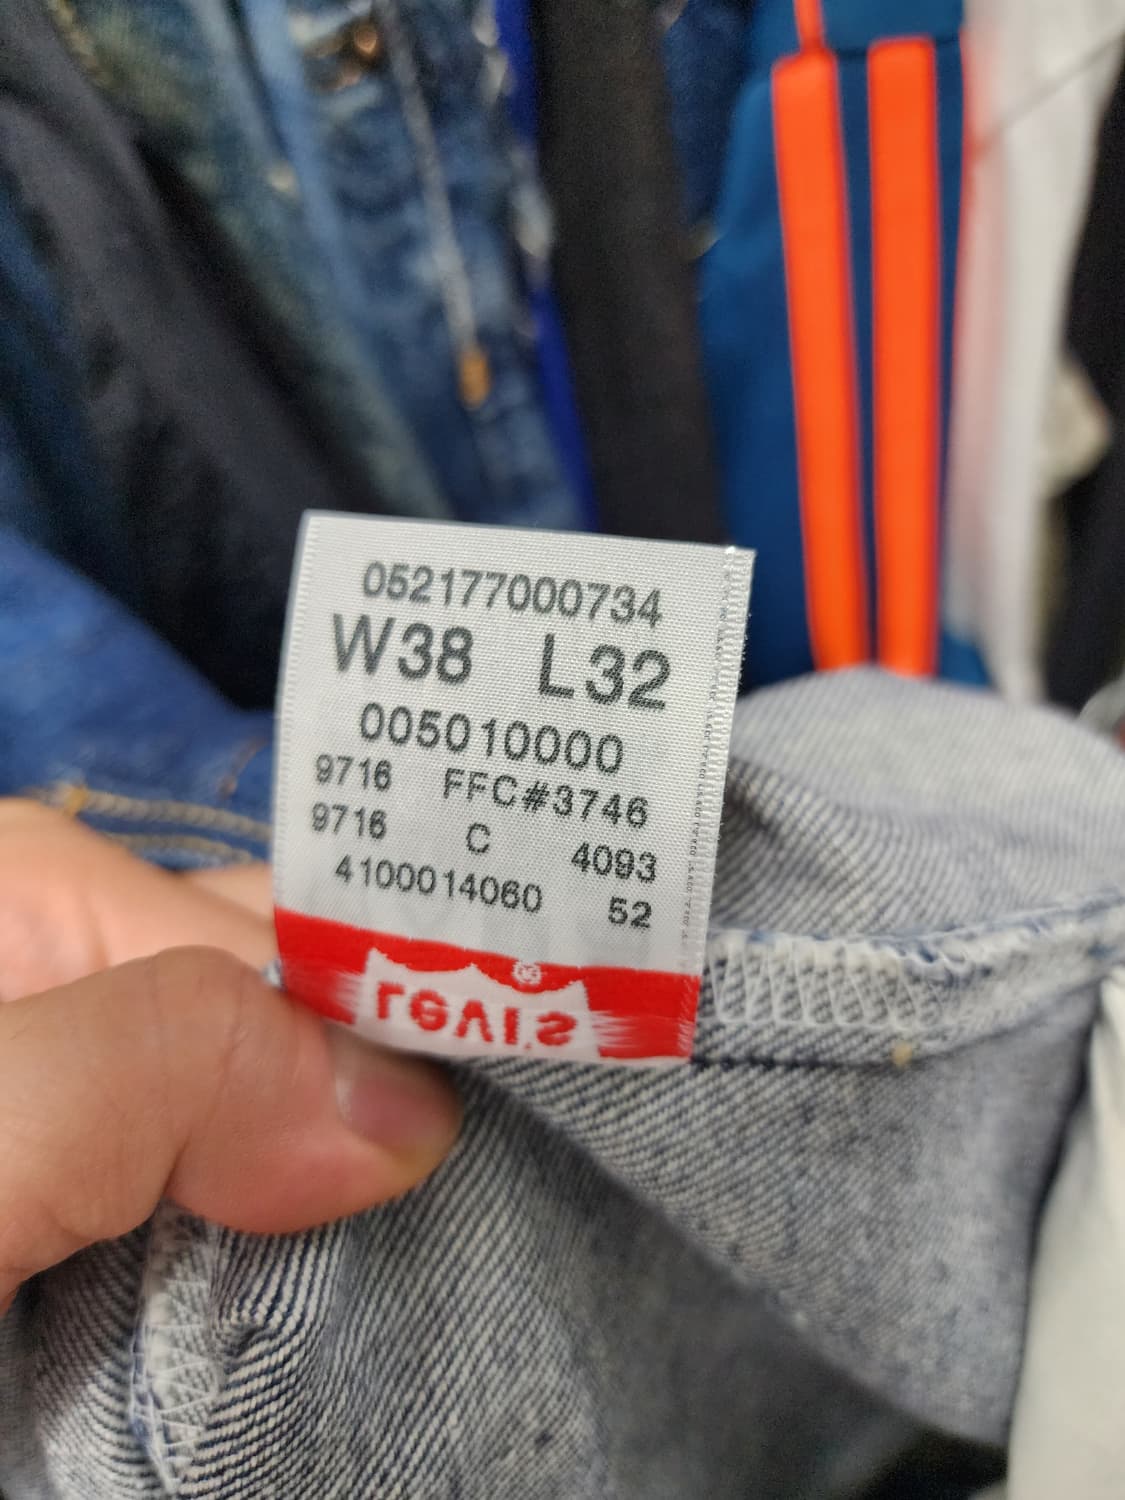 052177000734
W38 L32
005010000
9716 FFC#3746
9716 C 4093
4100014060 52
Levi's ®